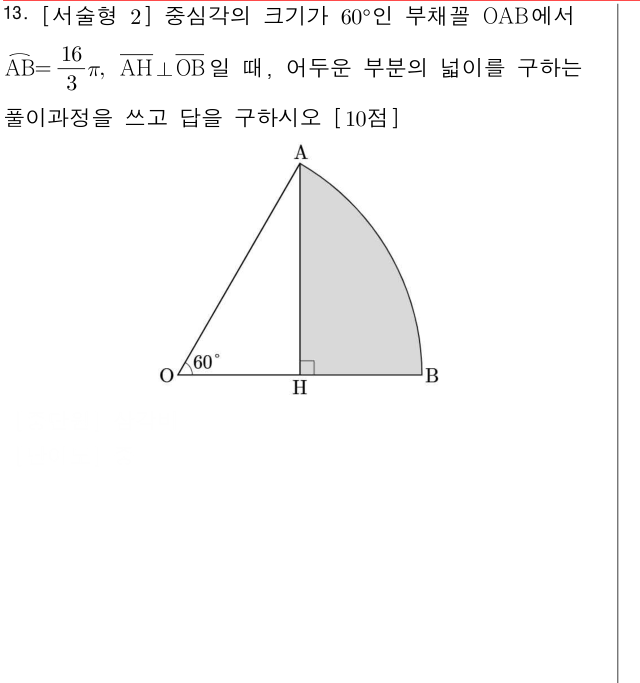 13. [서술형 2] 중심각의 크기가 60°인 부채꼴 OAB에서
AB= 16/3 π, AH⊥OB일 때, 어두운 부분의 넓이를 구하는
풀이과정을 쓰고 답을 구하시오 [10점]
A
60°
O
H
B